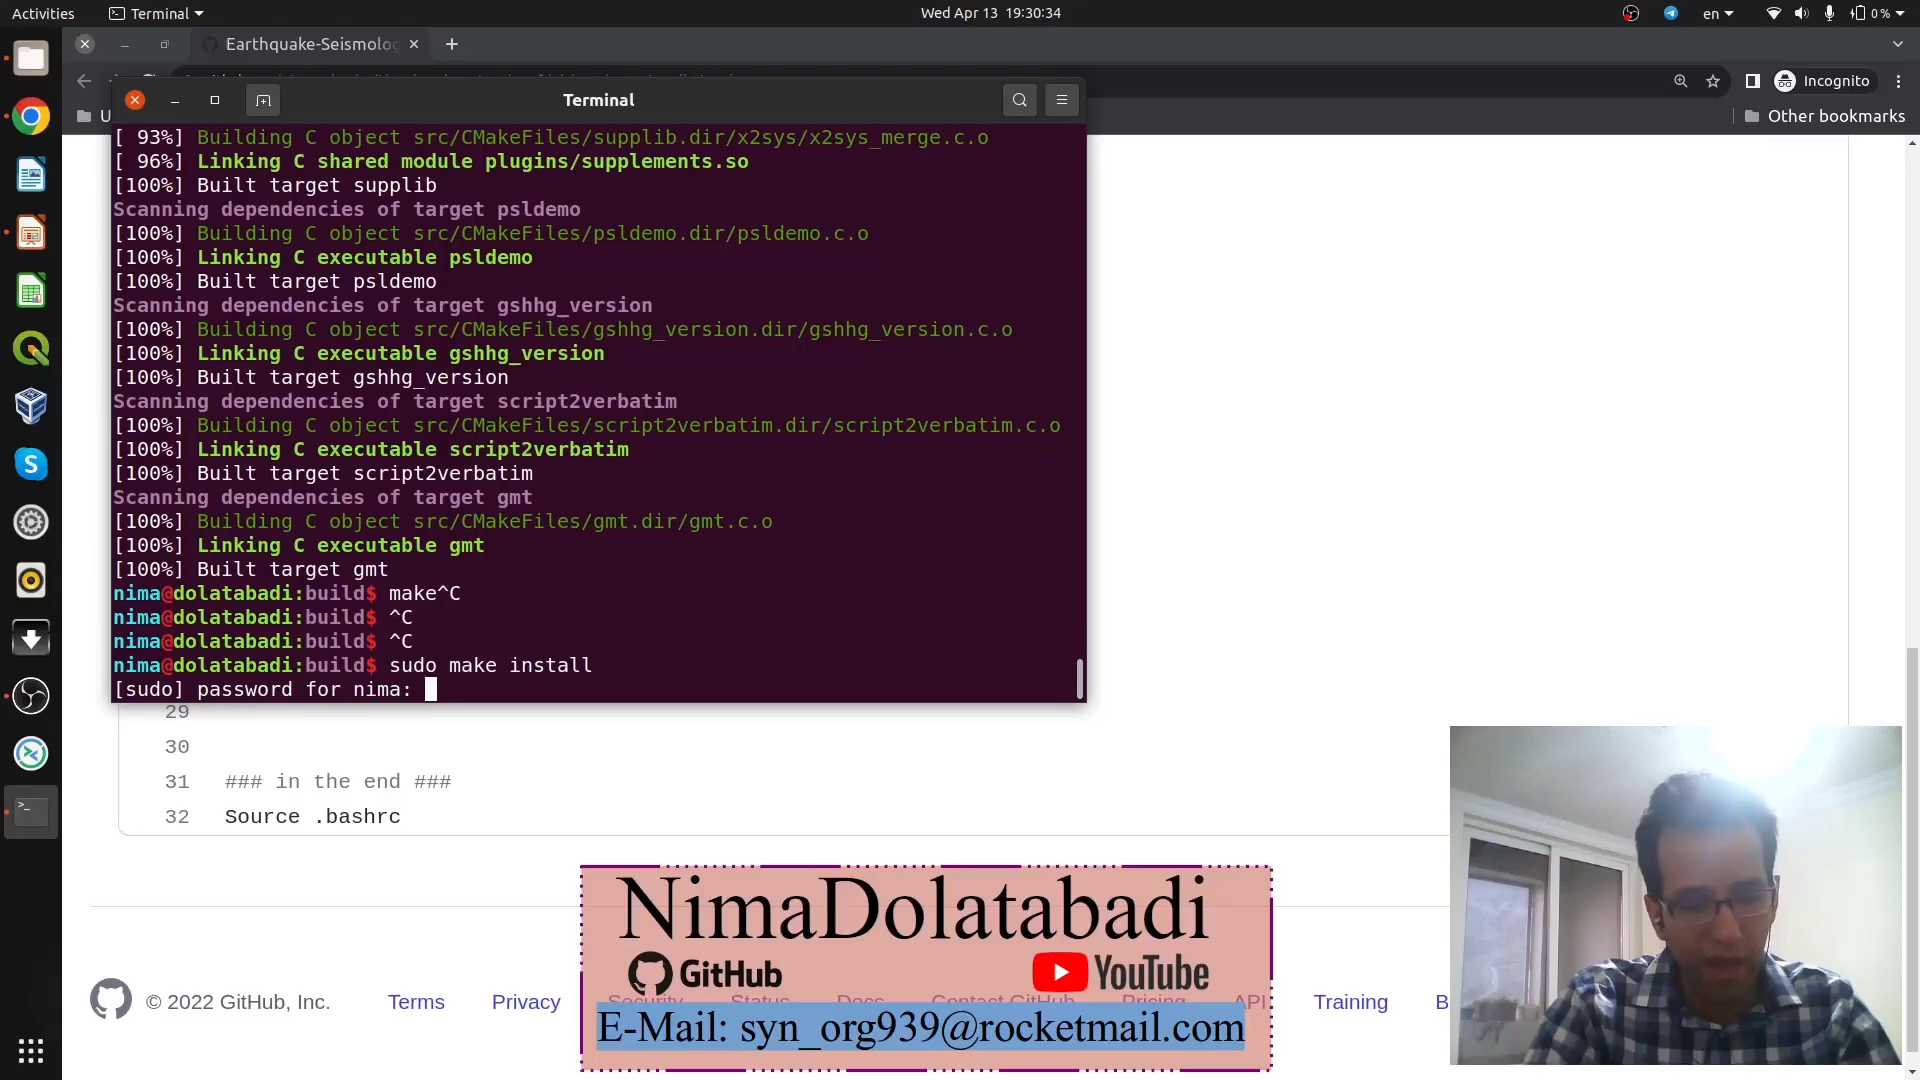 Activities
Terminal
Wed Apr 13 19:30:34
en
0 %
Earthquake-Seismolog
Incognito
U
Other bookmarks
Terminal
[ 93%] Building C object src/CMakeFiles/supplib.dir/x2sys/x2sys_merge.c.o
[ 96%] Linking C shared module plugins/supplements.so
[100%] Built target supplib
Scanning dependencies of target psldemo
[100%] Building C object src/CMakeFiles/psldemo.dir/psldemo.c.o
[100%] Linking C executable psldemo
[100%] Built target psldemo
Scanning dependencies of target gshhg_version
[100%] Building C object src/CMakeFiles/gshhg_version.dir/gshhg_version.c.o
[100%] Linking C executable gshhg_version
[100%] Built target gshhg_version
Scanning dependencies of target script2verbatim
[100%] Building C object src/CMakeFiles/script2verbatim.dir/script2verbatim.c.o
[100%] Linking C executable script2verbatim
[100%] Built target script2verbatim
Scanning dependencies of target gmt
[100%] Building C object src/CMakeFiles/gmt.dir/gmt.c.o
[100%] Linking C executable gmt
[100%] Built target gmt
nima@dolatabadi:build$ make^C
nima@dolatabadi:build$ ^C
nima@dolatabadi:build$ ^C
nima@dolatabadi:build$ sudo make install
[sudo] password for nima:
29
30
31 ### in the end ###
32 Source .bashrc
NimaDolatabadi
GitHub YouTube
© 2022 GitHub, Inc. Terms Privacy Security Status Docs Contact GitHub Pricing API Training B
E-Mail: syn_org939@rocketmail.com